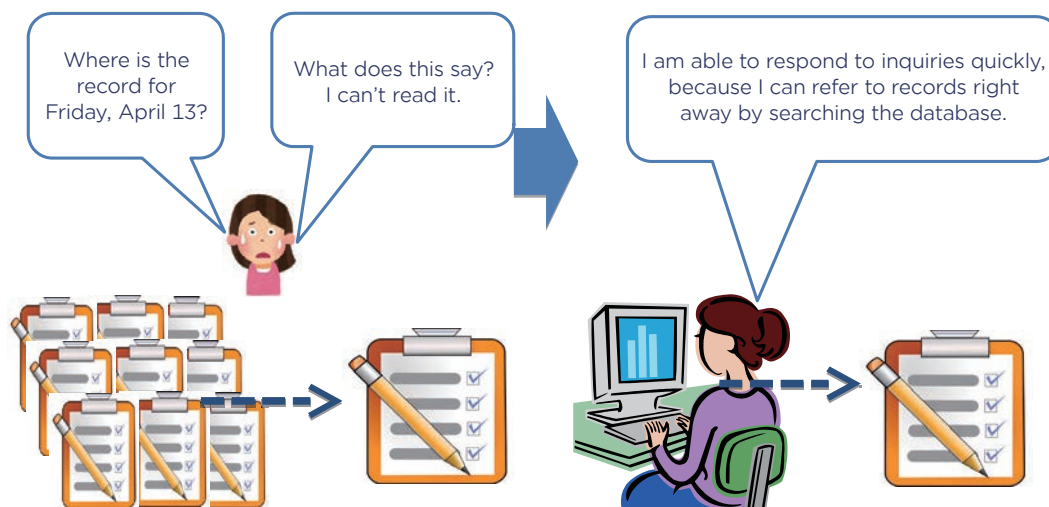 Where is the
record for
Friday, April 13?
What does this say?
I can't read it.
I am able to respond to inquiries quickly,
because I can refer to records right
away by searching the database.